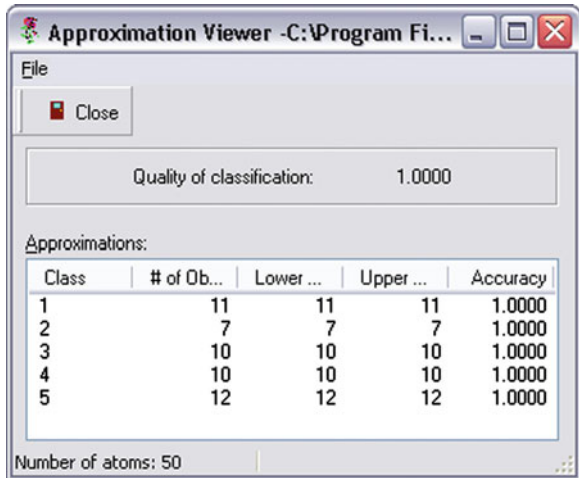 Approximation Viewer -C:\Program Fi...
File
Close
Quality of classification: 1.0000
Approximations:
Class # of Ob... Lower ... Upper ... Accuracy
1 11 11 11 1.0000
2 7 7 7 1.0000
3 10 10 10 1.0000
4 10 10 10 1.0000
5 12 12 12 1.0000
Number of atoms: 50